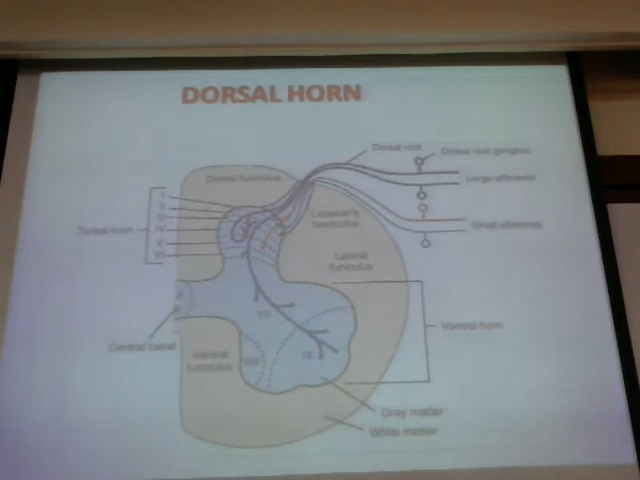 DORSAL HORN
Dorsal root
Dorsal root ganglion
Large afferents
Dorsal funiculus
I
II
III
IV
V
VI
Dorsal horn
Lissauer's
fasciculus
Small afferents
Lateral
funiculus
X
VII
Ventral horn
Central canal
Ventral
funiculus
VIII
IX
Gray matter
White matter